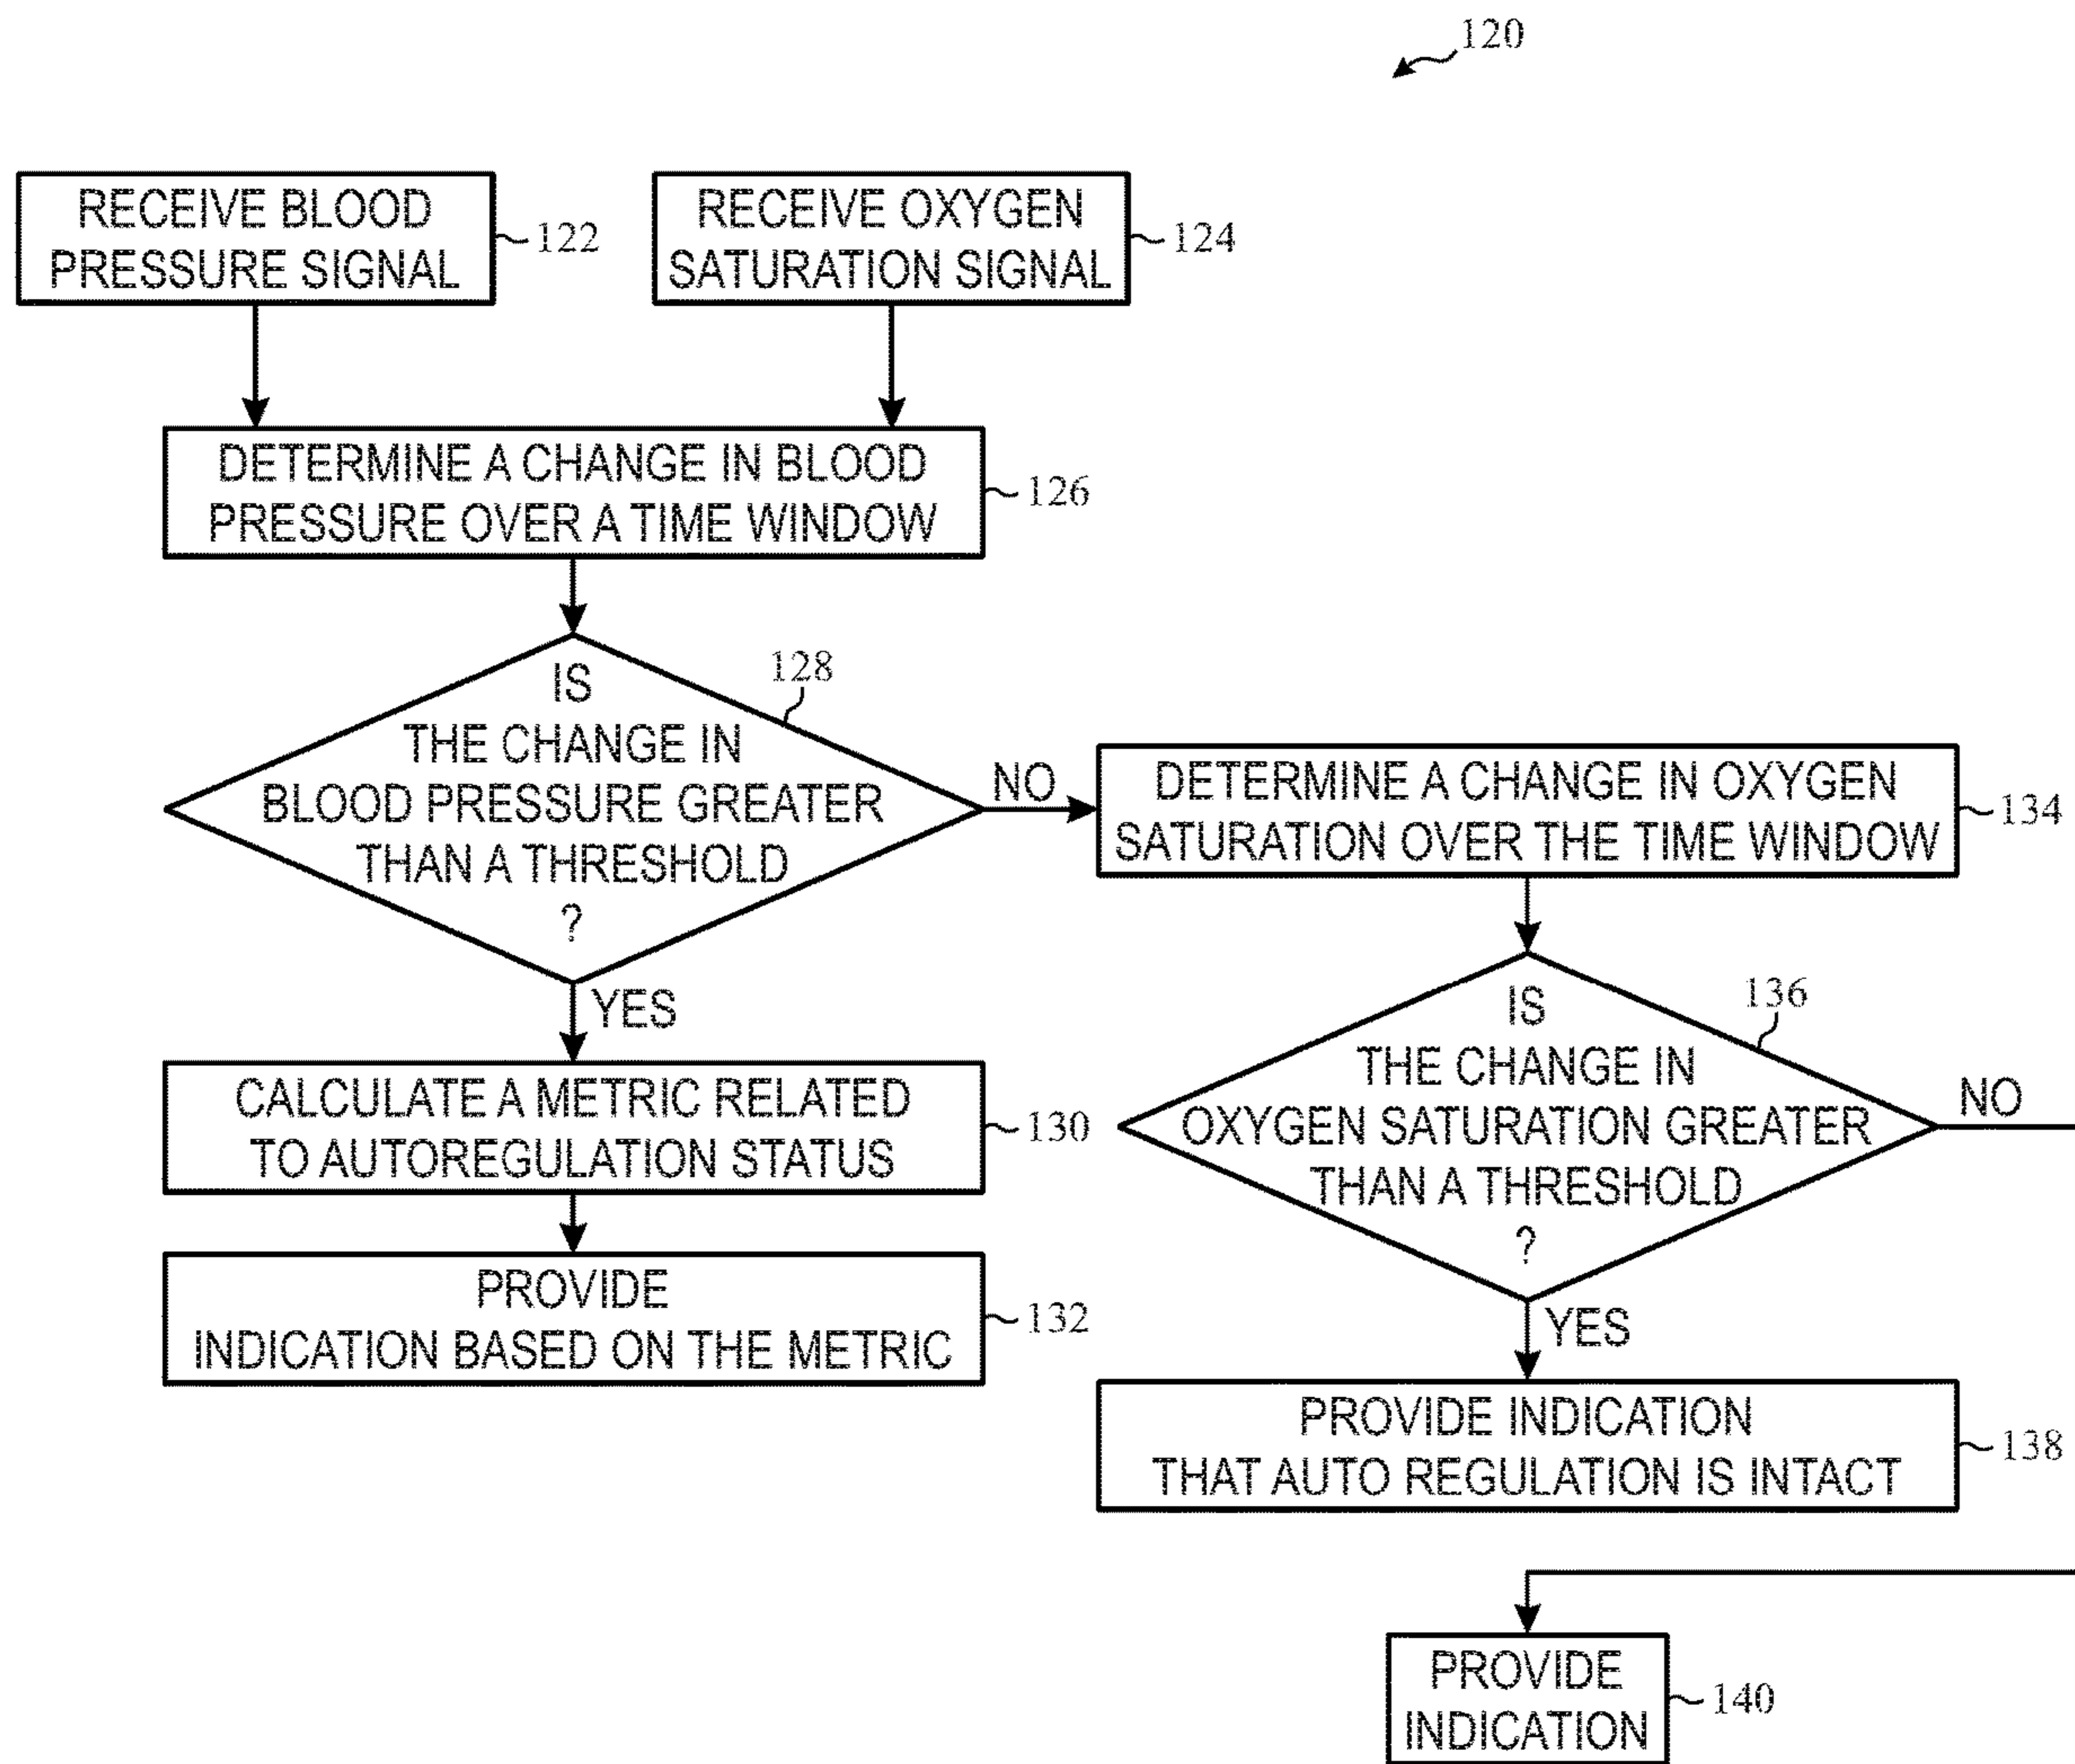 120
RECEIVE BLOOD
PRESSURE SIGNAL
122
RECEIVE OXYGEN
SATURATION SIGNAL
124
DETERMINE A CHANGE IN BLOOD
PRESSURE OVER A TIME WINDOW
126
IS
THE CHANGE IN
BLOOD PRESSURE GREATER
THAN A THRESHOLD
?
128
NO
YES
CALCULATE A METRIC RELATED
TO AUTOREGULATION STATUS
130
PROVIDE
INDICATION BASED ON THE METRIC
132
DETERMINE A CHANGE IN OXYGEN
SATURATION OVER THE TIME WINDOW
134
IS
THE CHANGE IN
OXYGEN SATURATION GREATER
THAN A THRESHOLD
?
136
NO
YES
PROVIDE INDICATION
THAT AUTO REGULATION IS INTACT
138
PROVIDE
INDICATION
140